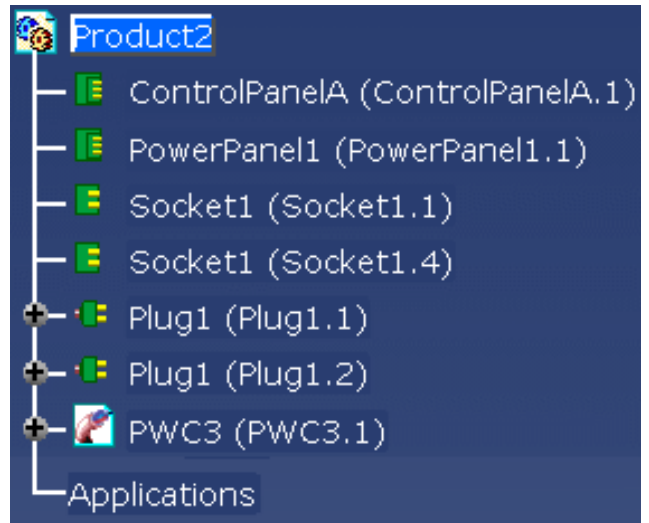 Product2
ControlPanelA (ControlPanelA.1)
PowerPanel1 (PowerPanel1.1)
Socket1 (Socket1.1)
Socket1 (Socket1.4)
Plug1 (Plug1.1)
Plug1 (Plug1.2)
PWC3 (PWC3.1)
Applications